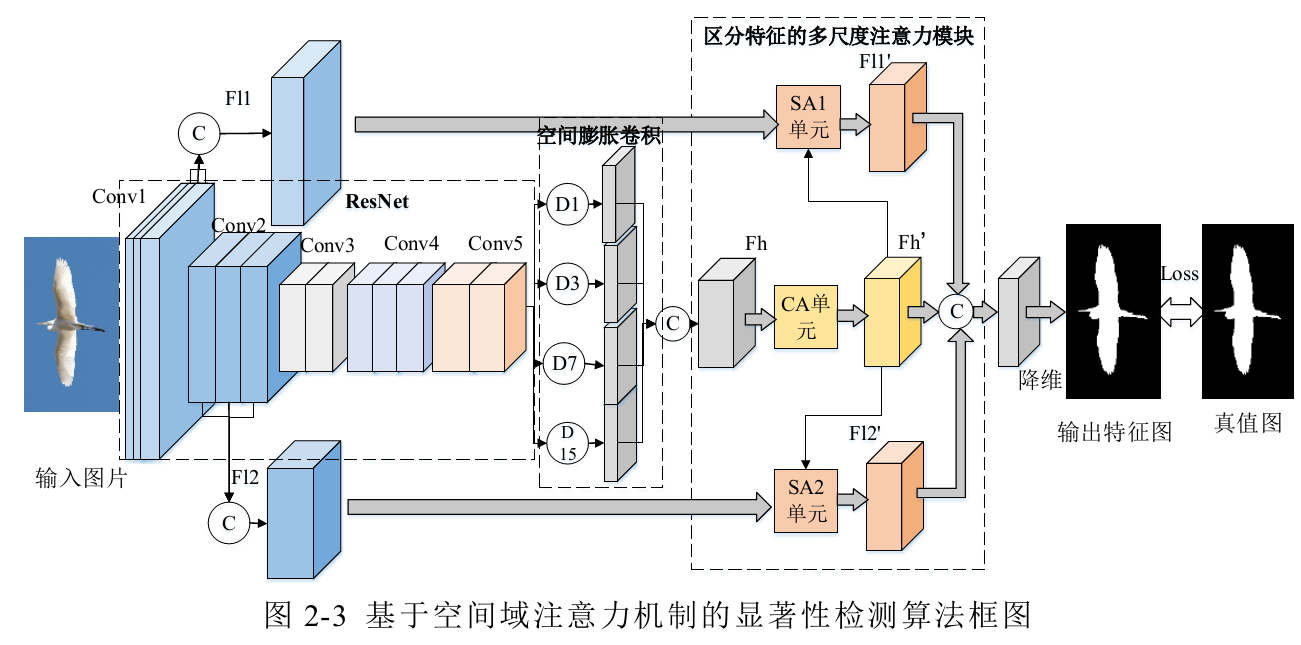 区分特征的多尺度注意力模块
Fl1'
Fl1
SA1
单元
C
空间膨胀卷积
Conv1
ResNet
D1
Conv2
Conv3
Conv4
Conv5
Fh
Fh’
Loss
D3
CA单
元
C
C
D7
降维
输出特征图
真值图
D
15
Fl2'
输入图片
Fl2
SA2
单元
C
图 2-3 基于空间域注意力机制的显著性检测算法框图